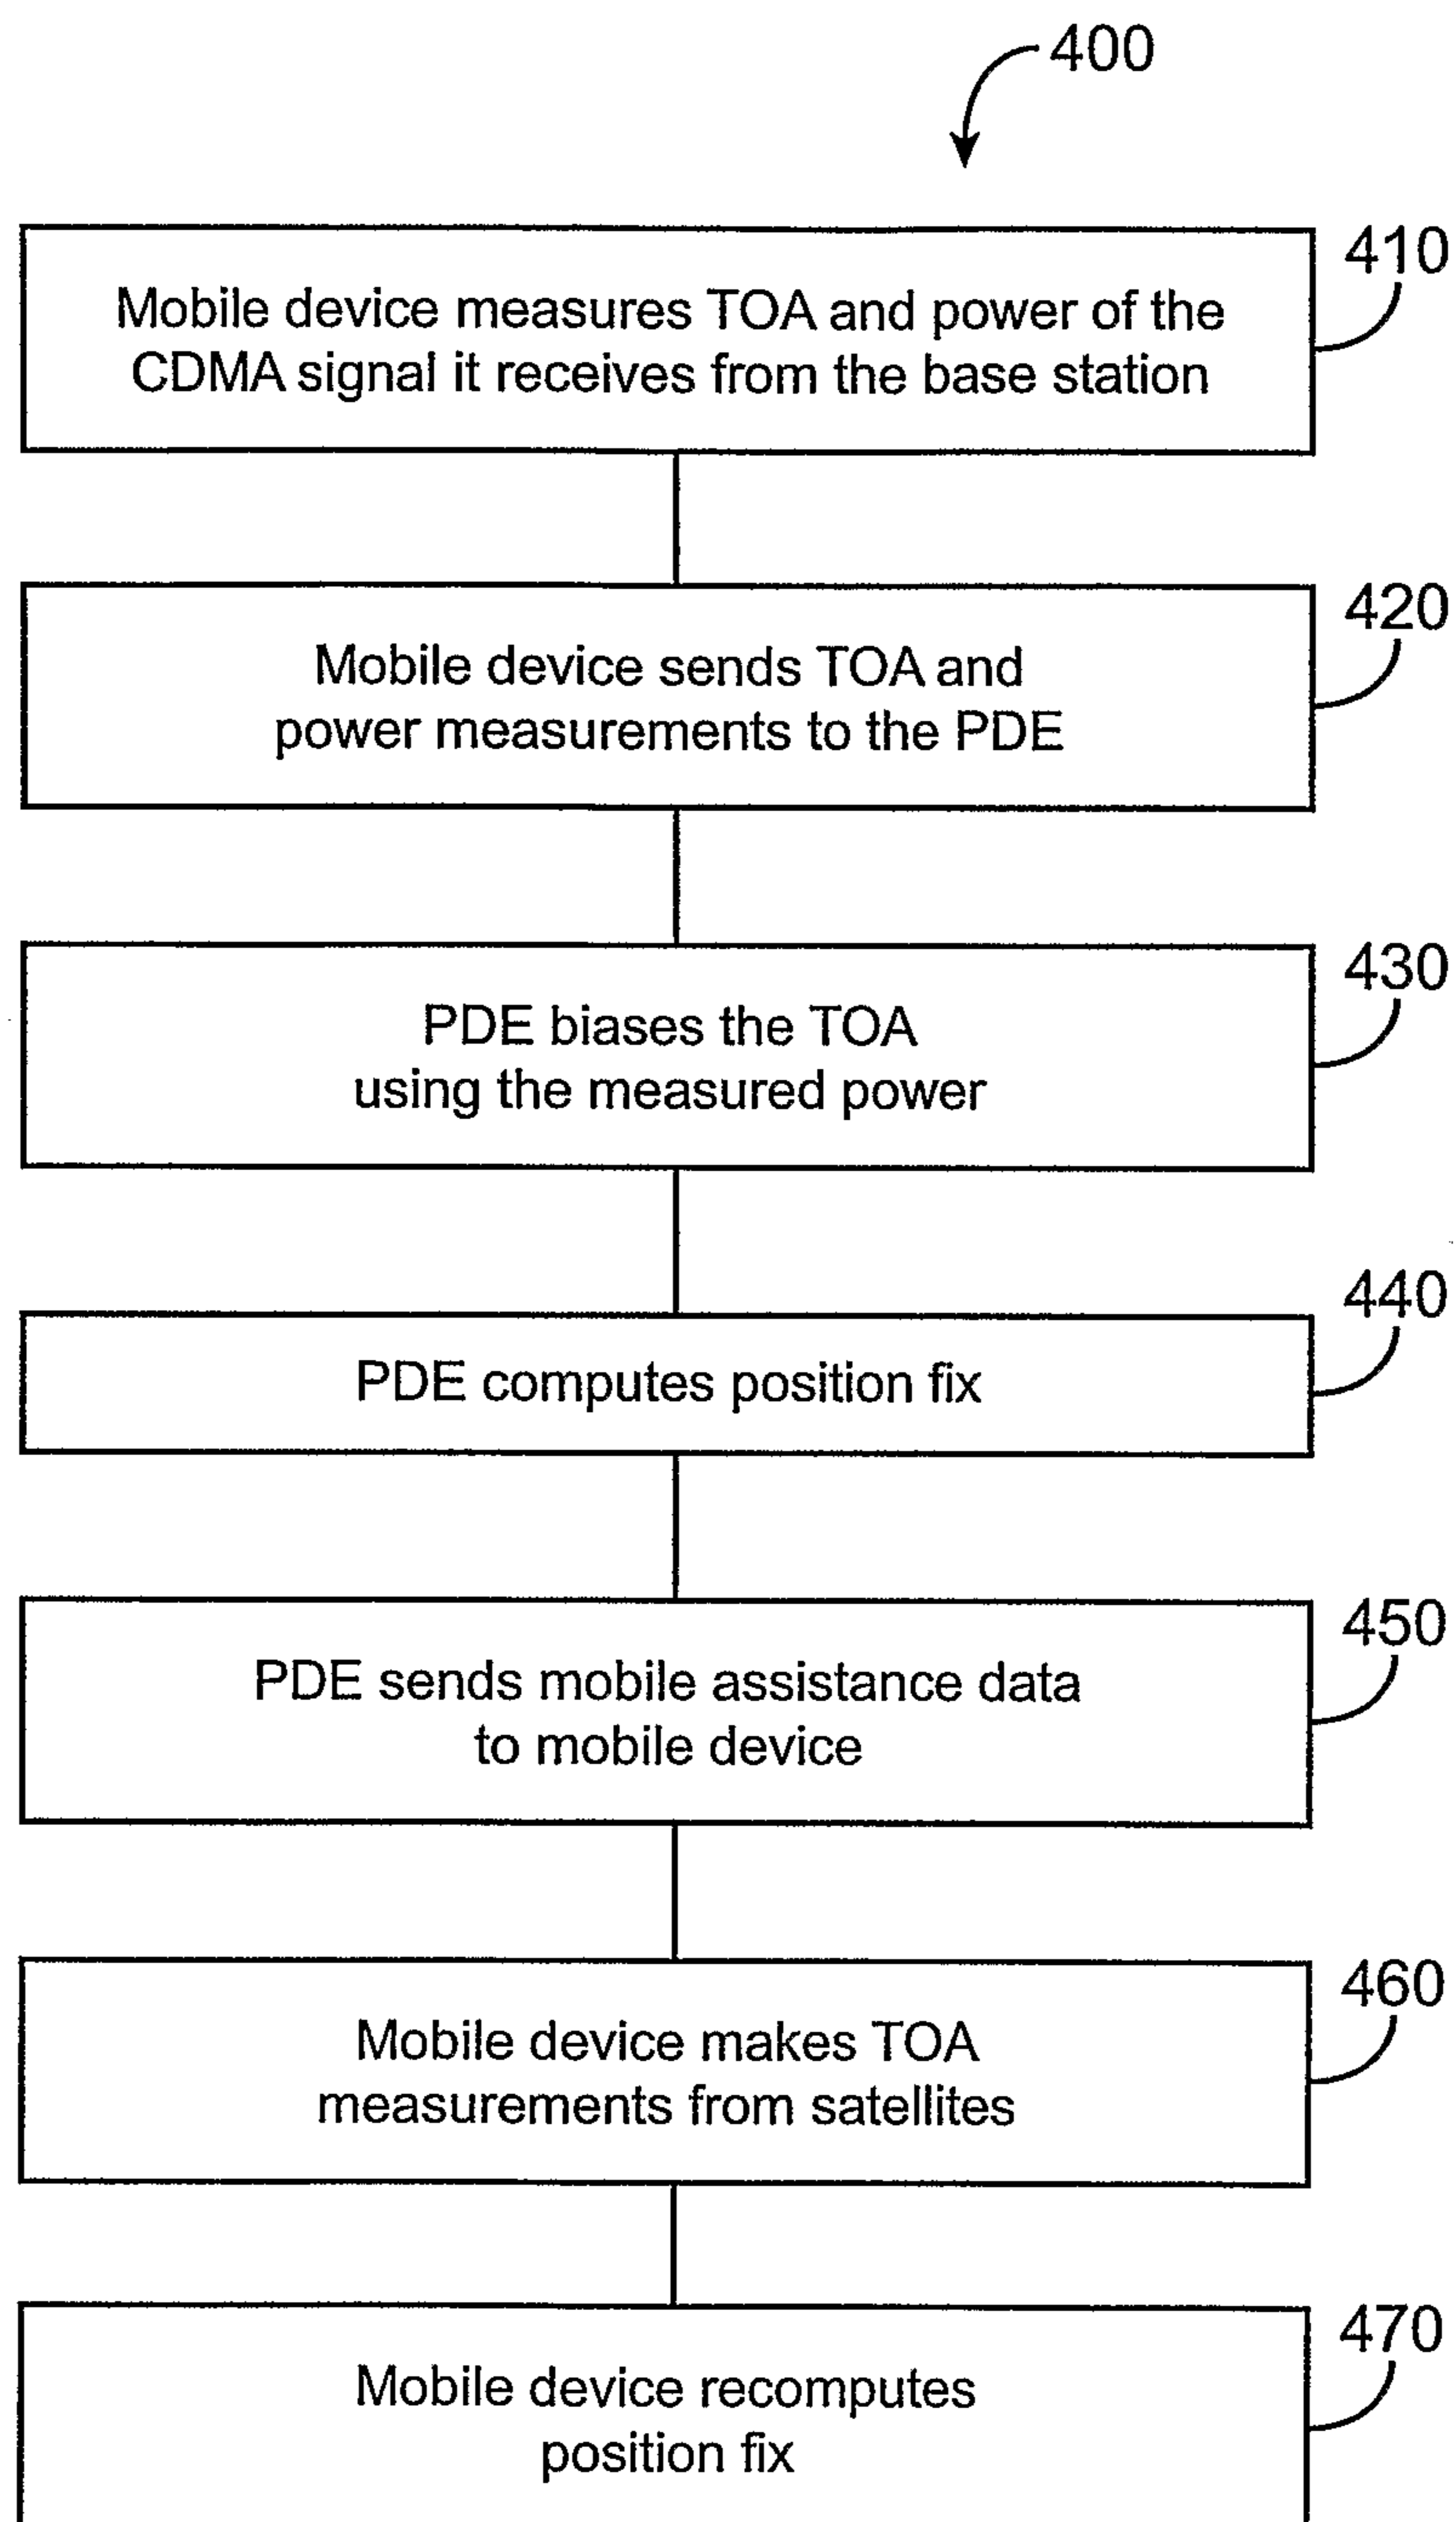 400
410
Mobile device measures TOA and power of the
CDMA signal it receives from the base station
420
Mobile device sends TOA and
power measurements to the PDE
430
PDE biases the TOA
using the measured power
440
PDE computes position fix
450
PDE sends mobile assistance data
to mobile device
460
Mobile device makes TOA
measurements from satellites
470
Mobile device recomputes
position fix